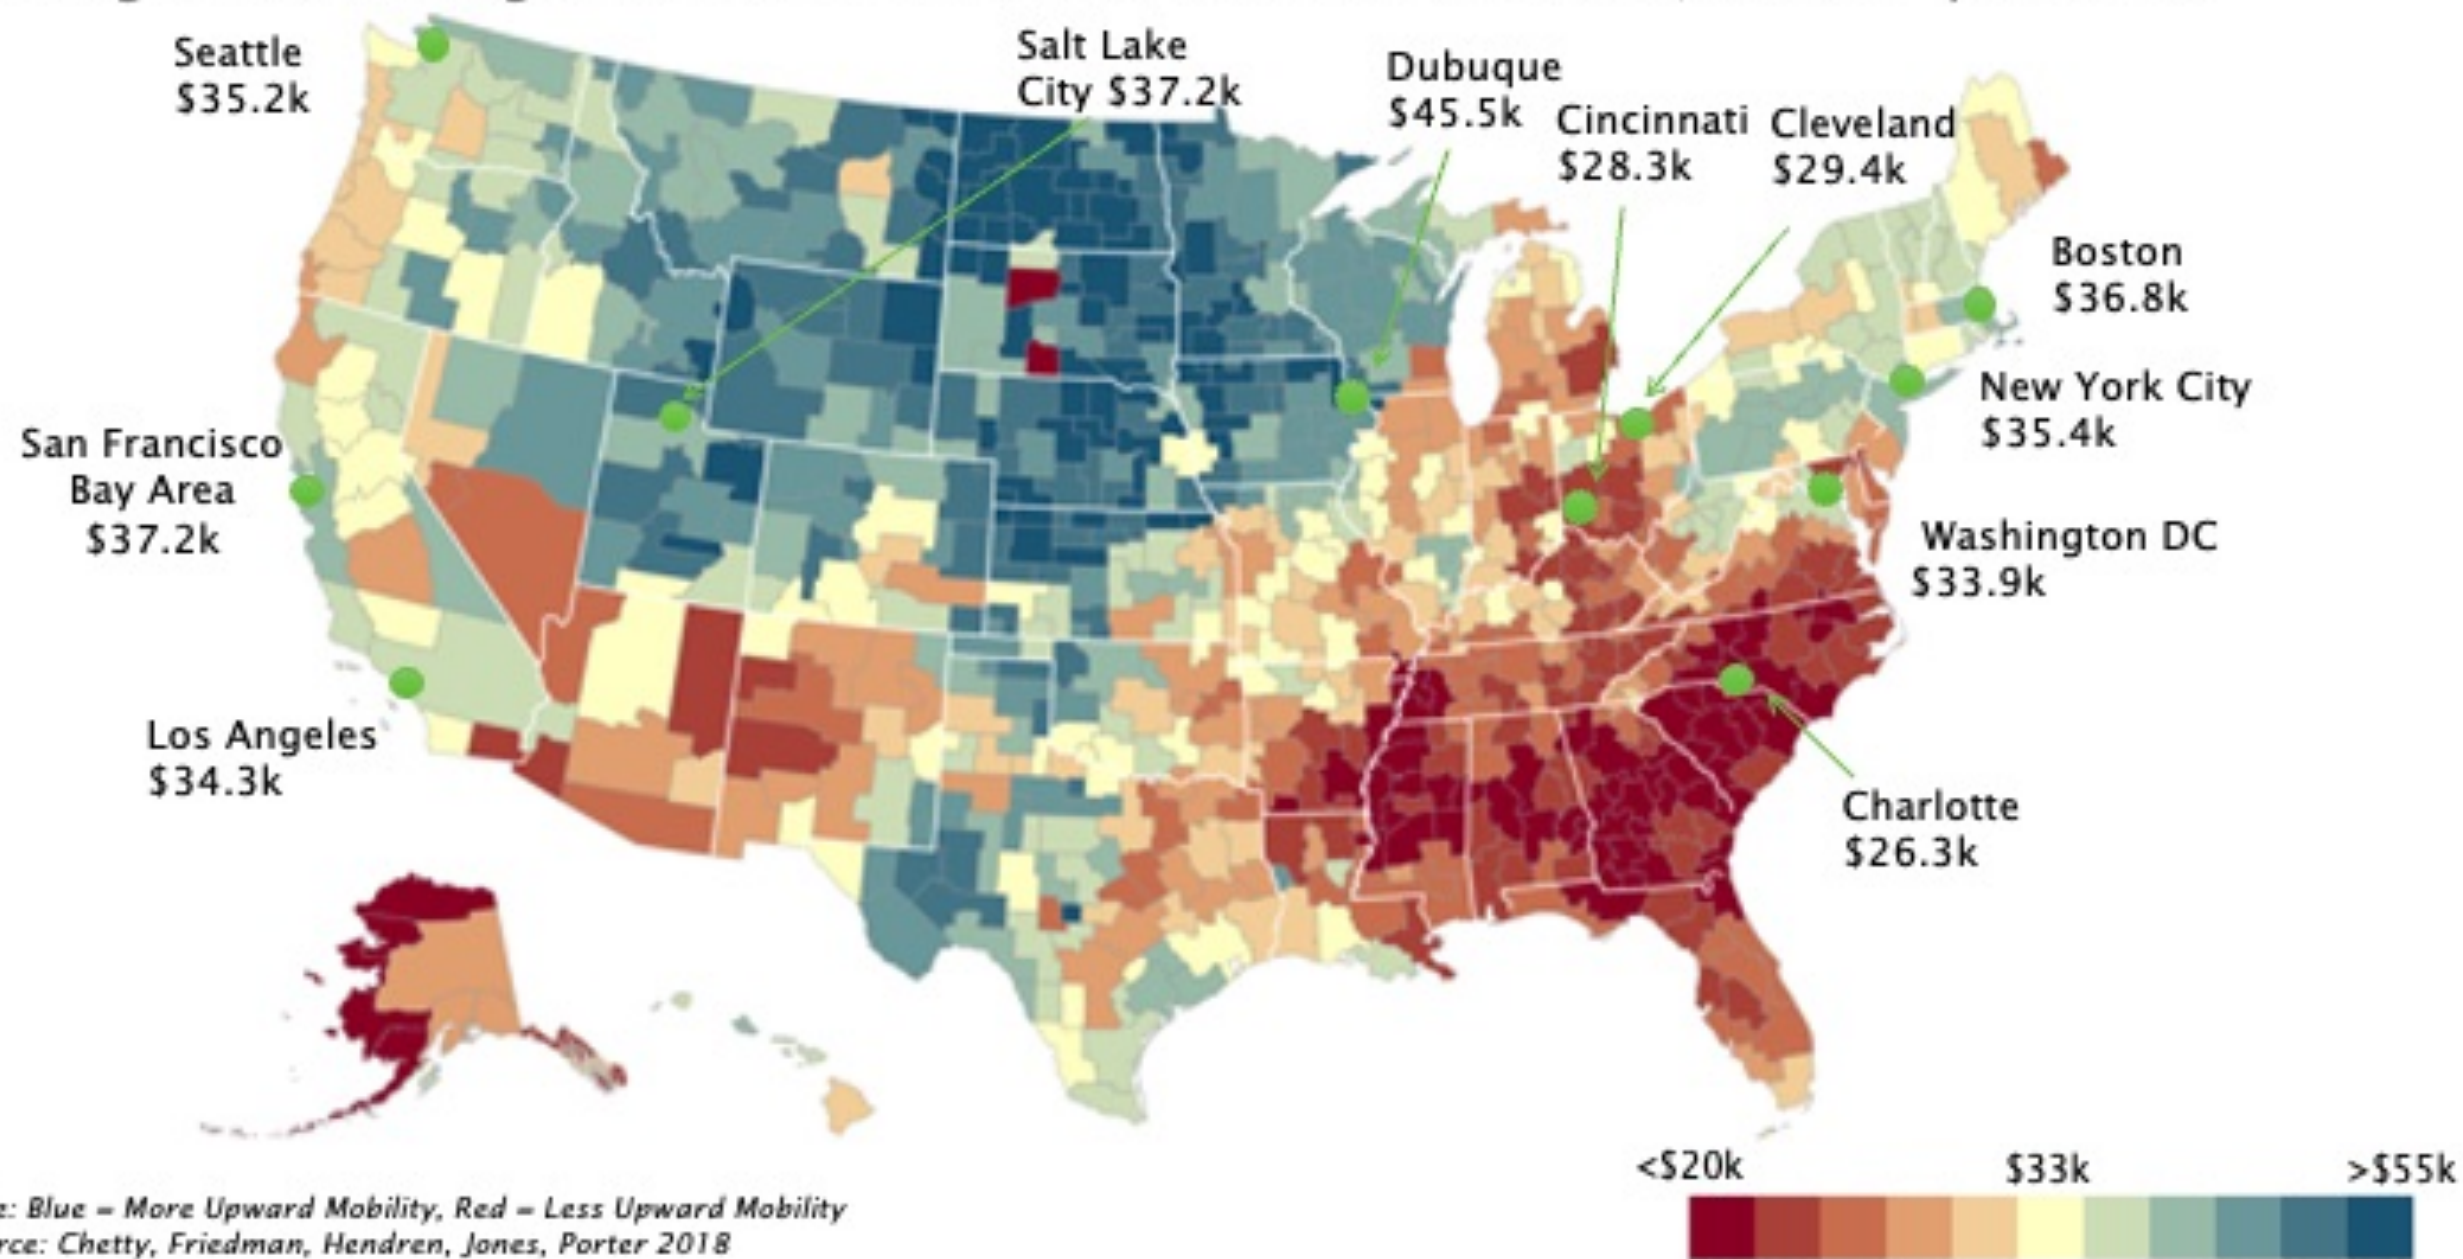 Seattle
$35.2k
Salt Lake
City $37.2k
Dubuque
$45.5k
Cincinnati
$28.3k
Cleveland
$29.4k
Boston
$36.8k
New York City
$35.4k
San Francisco
Bay Area
$37.2k
Washington DC
$33.9k
Los Angeles
$34.3k
Charlotte
$26.3k
<$20k
$33k
>$55k
e: Blue = More Upward Mobility, Red = Less Upward Mobility
rce: Chetty, Friedman, Hendren, Jones, Porter 2018